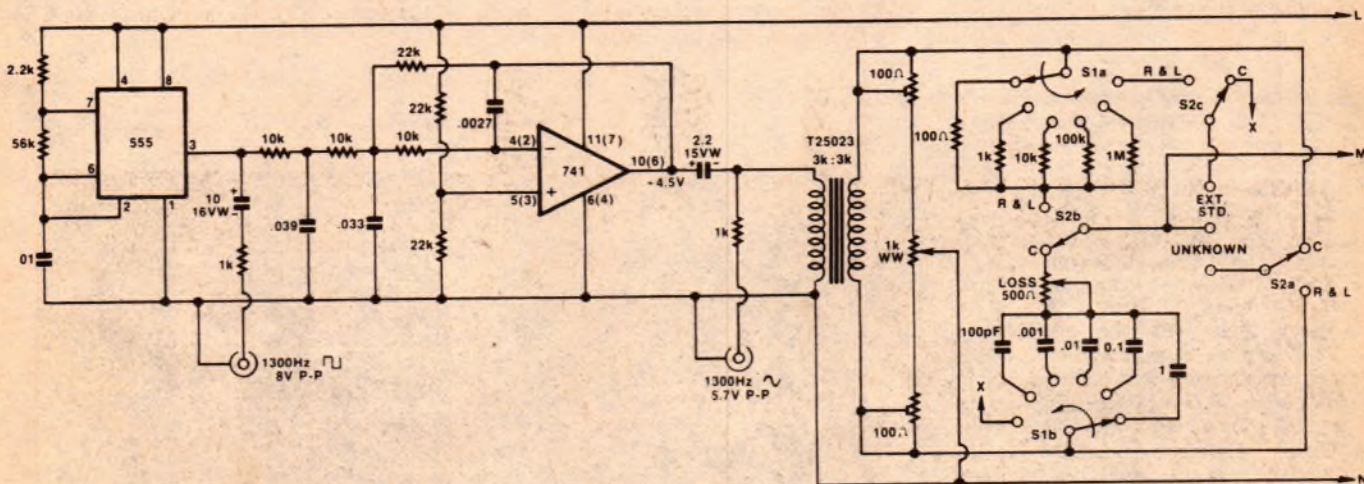 L
2.2k
4
8
7
56k
555
3
6
2
1
01
10k
10k
10k
22k
22k
22k
.0027
10
16VW
+
-
1k
.039
.033
4(2)
-
5(3)
+
741
11(7)
10(6)
~4.5V
6(4)
2.2
15VW
+
-
1k
1300Hz
8V P-P
1300Hz
5.7V P-P
T25023
3k:3k
100Ω
1k
WW
100Ω
S1a
R & L
C
S2c
X
100Ω
1k
10k
100k
1M
R & L
S2b
C
EXT.
STD.
M
UNKNOWN
C
S2a
R & L
LOSS
500Ω
100pF
.001
.01
0.1
1
X
S1b
N